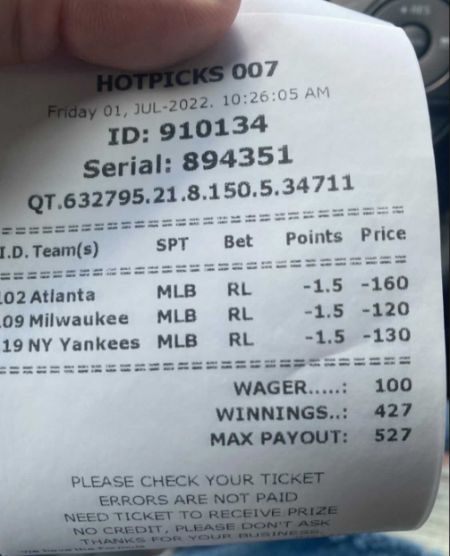 HOTPICKS 007
Friday 01, JUL-2022. 10:26:05 AM
ID: 910134
Serial: 894351
QT.632795.21.8.150.5.34711
I.D. Team(s) SPT Bet Points Price
02 Atlanta MLB RL -1.5 -160
09 Milwaukee MLB RL -1.5 -120
19 NY Yankees MLB RL -1.5 -130
WAGER.....: 100
WINNINGS..: 427
MAX PAYOUT: 527
PLEASE CHECK YOUR TICKET
ERRORS ARE NOT PAID
NEED TICKET TO RECEIVE PRIZE
NO CREDIT, PLEASE DON'T ASK
THANKS FOR YOUR BUSINESS